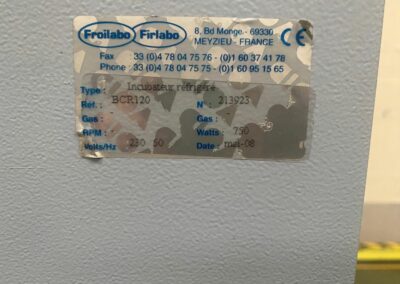 Froilabo Firlabo
8, Bd Monge - 69330
MEYZIEU - FRANCE
CE
Fax 33 (0)4 78 04 75 76 - (0)1 60 37 41 78
Phone 33 (0)4 78 04 75 75 - (0)1 60 95 15 65
Type : Incubateur réfrigéré
Réf. : BCR120 N° : 213923
Gas : Gas :
RPM : Watts : 750
Volts/Hz 230 50 Date : mai-08